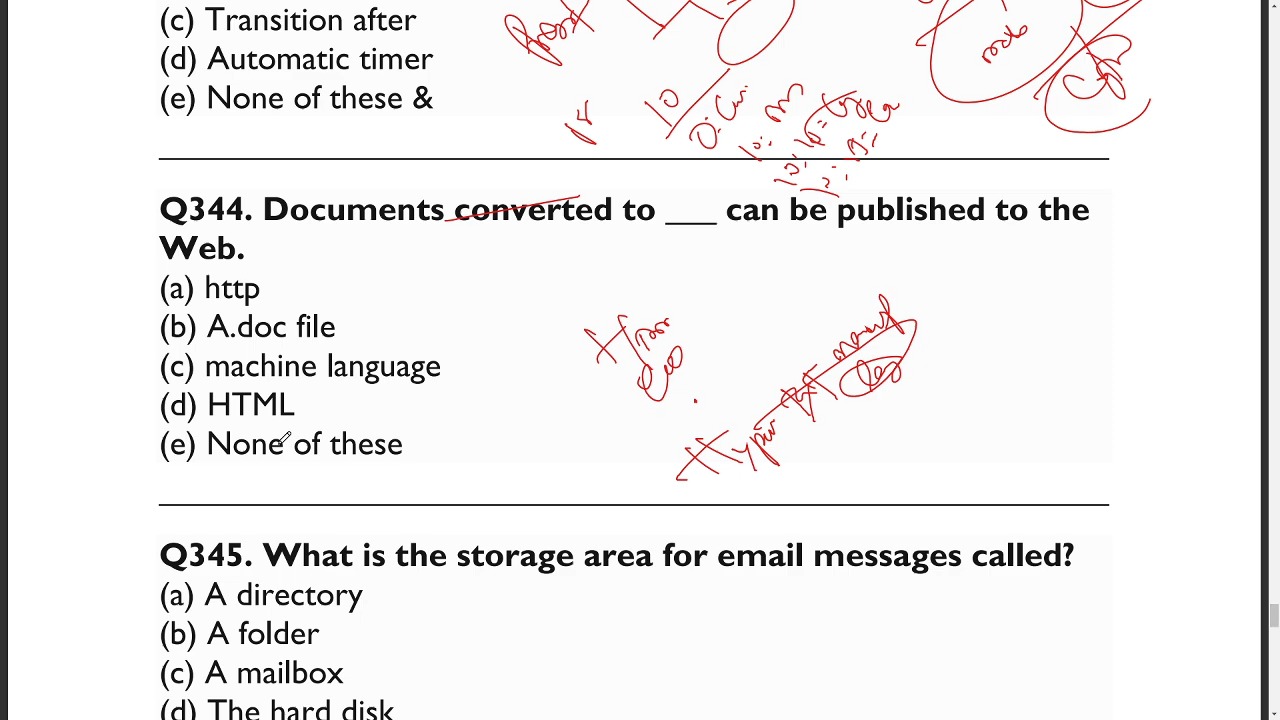 (c) Transition after
(d) Automatic timer
(e) None of these &
10
Q344. Documents converted to ___ can be published to the
Web.
(a) http
(b) A.doc file
(c) machine language
(d) HTML
(e) None of these
Hyper
Q345. What is the storage area for email messages called?
(a) A directory
(b) A folder
(c) A mailbox
(d) The hard disk